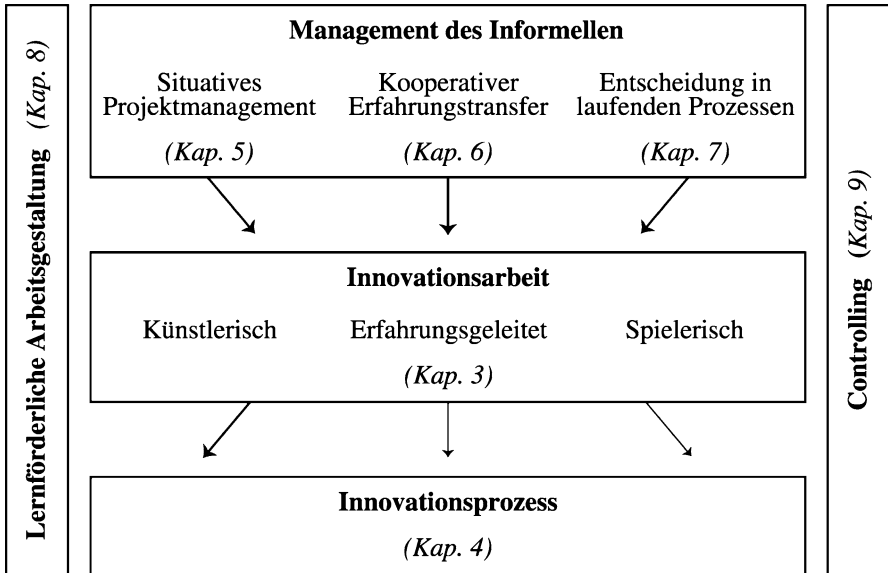 Lernförderliche Arbeitsgestaltung (Kap. 8)
Management des Informellen
Situatives
Projektmanagement
(Kap. 5)
Kooperativer
Erfahrungstransfer
(Kap. 6)
Entscheidung in
laufenden Prozessen
(Kap. 7)
Innovationsarbeit
Künstlerisch
Erfahrungsgeleitet
Spielerisch
(Kap. 3)
Innovationsprozess
(Kap. 4)
Controlling (Kap. 9)